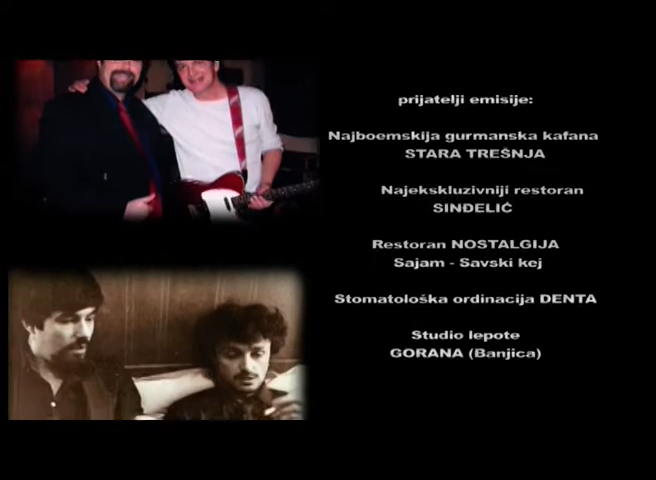 prijatelji emisije:
Najboemskija gurmanska kafana
STARA TREŠNJA
Najekskluzivniji restoran
SINĐELIĆ
Restoran NOSTALGIJA
Sajam - Savski kej
Stomatološka ordinacija DENTA
Studio lepote
GORANA (Banjica)